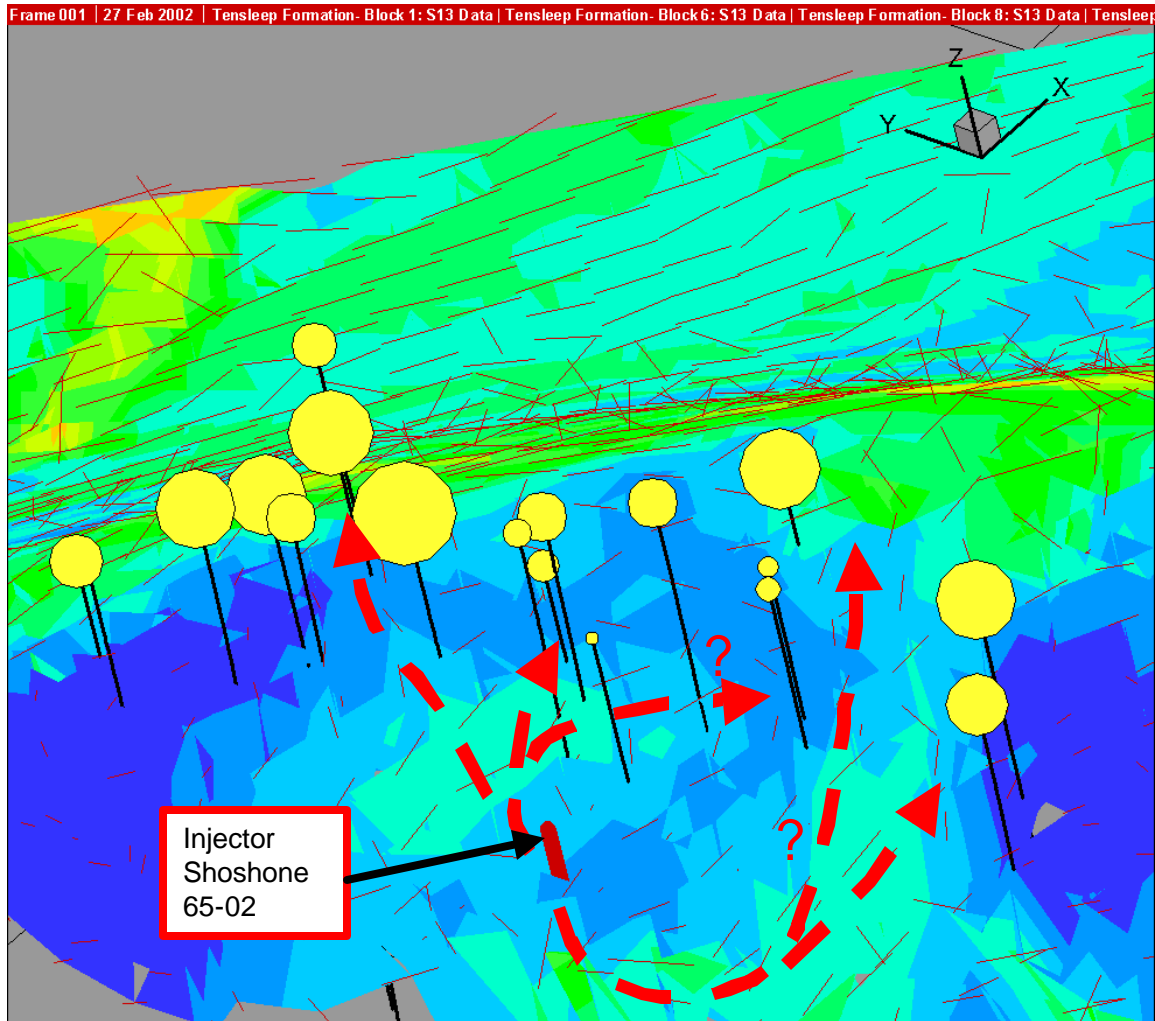 Frame 001 | 27 Feb 2002 | Tensleep Formation- Block 1: S13 Data | Tensleep Formation- Block 6: S13 Data | Tensleep Formation- Block 8: S13 Data | Tensleep
Z
X
Y
?
?
Injector
Shoshone
65-02